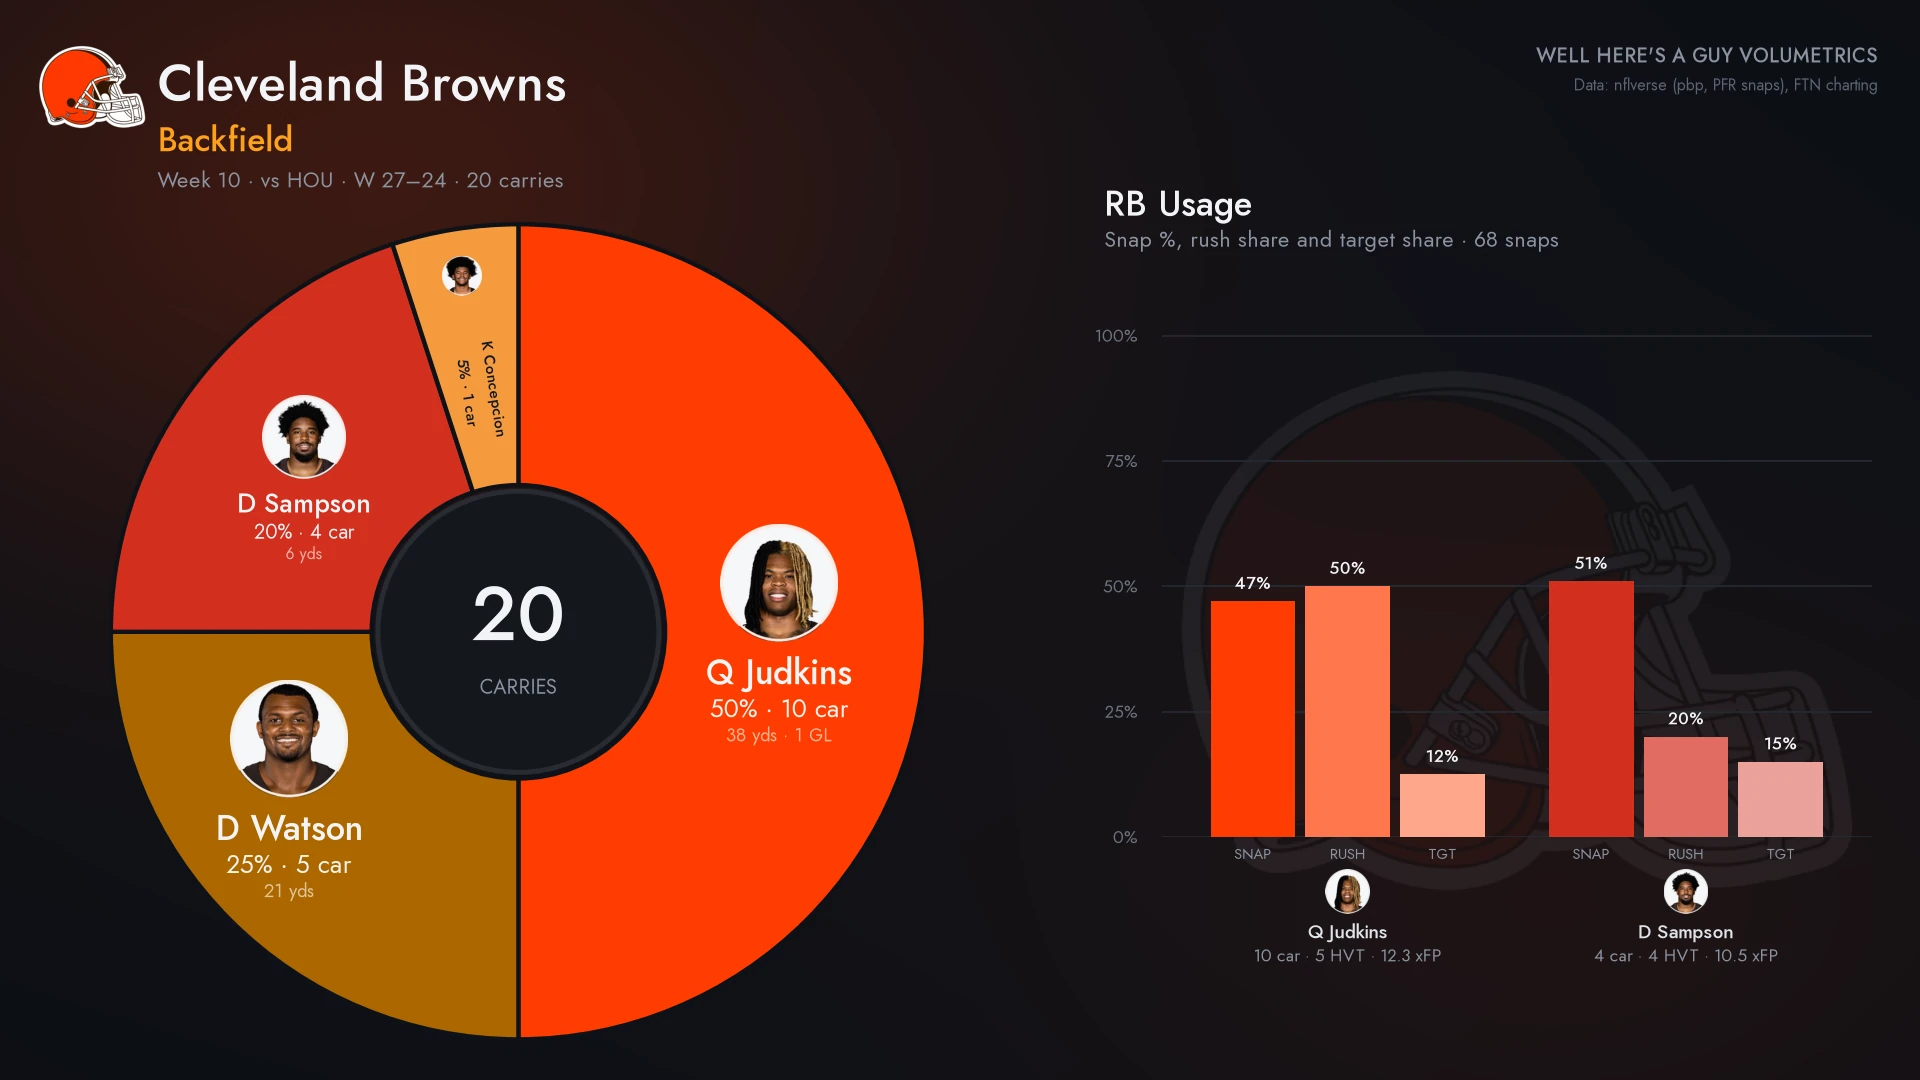 Cleveland Browns
Backfield
Week 10 · vs HOU · W 27–24 · 20 carries
WELL HERE'S A GUY VOLUMETRICS
Data: nflverse (pbp, PFR snaps), FTN charting
K Concepcion
5% · 1 car
D Sampson
20% · 4 car
6 yds
20
CARRIES
Q Judkins
50% · 10 car
38 yds · 1 GL
D Watson
25% · 5 car
21 yds
RB Usage
Snap %, rush share and target share · 68 snaps
100%
75%
50%
25%
0%
47%
50%
12%
51%
20%
15%
SNAP
RUSH
TGT
SNAP
RUSH
TGT
Q Judkins
10 car · 5 HVT · 12.3 xFP
D Sampson
4 car · 4 HVT · 10.5 xFP